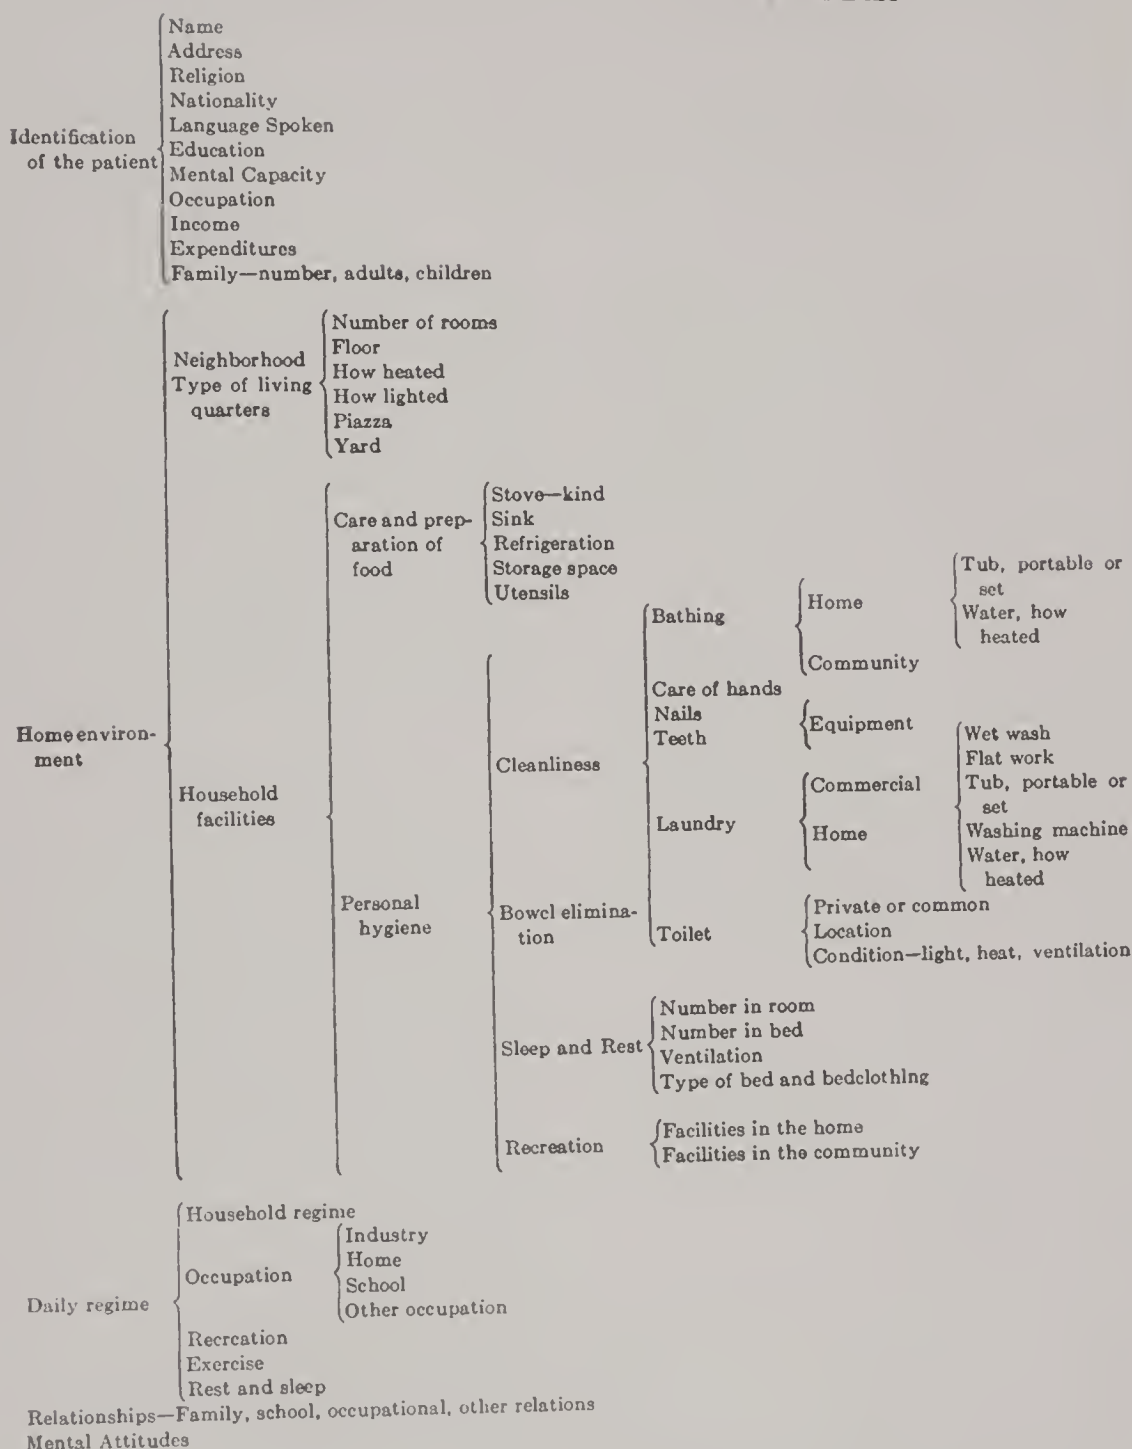 Name
Address
Religion
Nationality
Language Spoken
Identification
of the patient
Education
Mental Capacity
Occupation
Income
Expenditures
Family—number, adults, children
Neighborhood
Type of living
quarters
Number of rooms
Floor
How heated
How lighted
Piazza
Yard
Home environ-
ment
Household
facilities
Care and prep-
aration of
food
Stove—kind
Sink
Refrigeration
Storage space
Utensils
Personal
hygiene
Cleanliness
Bathing
Home
Tub, portable or
set
Water, how
heated
Community
Care of hands
Nails
Teeth
Equipment
Laundry
Commercial
Home
Wet wash
Flat work
Tub, portable or
set
Washing machine
Water, how
heated
Bowel elimina-
tion
Toilet
Private or common
Location
Condition—light, heat, ventilation
Sleep and Rest
Number in room
Number in bed
Ventilation
Type of bed and bedclothing
Recreation
Facilities in the home
Facilities in the community
Daily regime
Household regime
Occupation
Industry
Home
School
Other occupation
Recreation
Exercise
Rest and sleep
Relationships—Family, school, occupational, other relations
Mental Attitudes